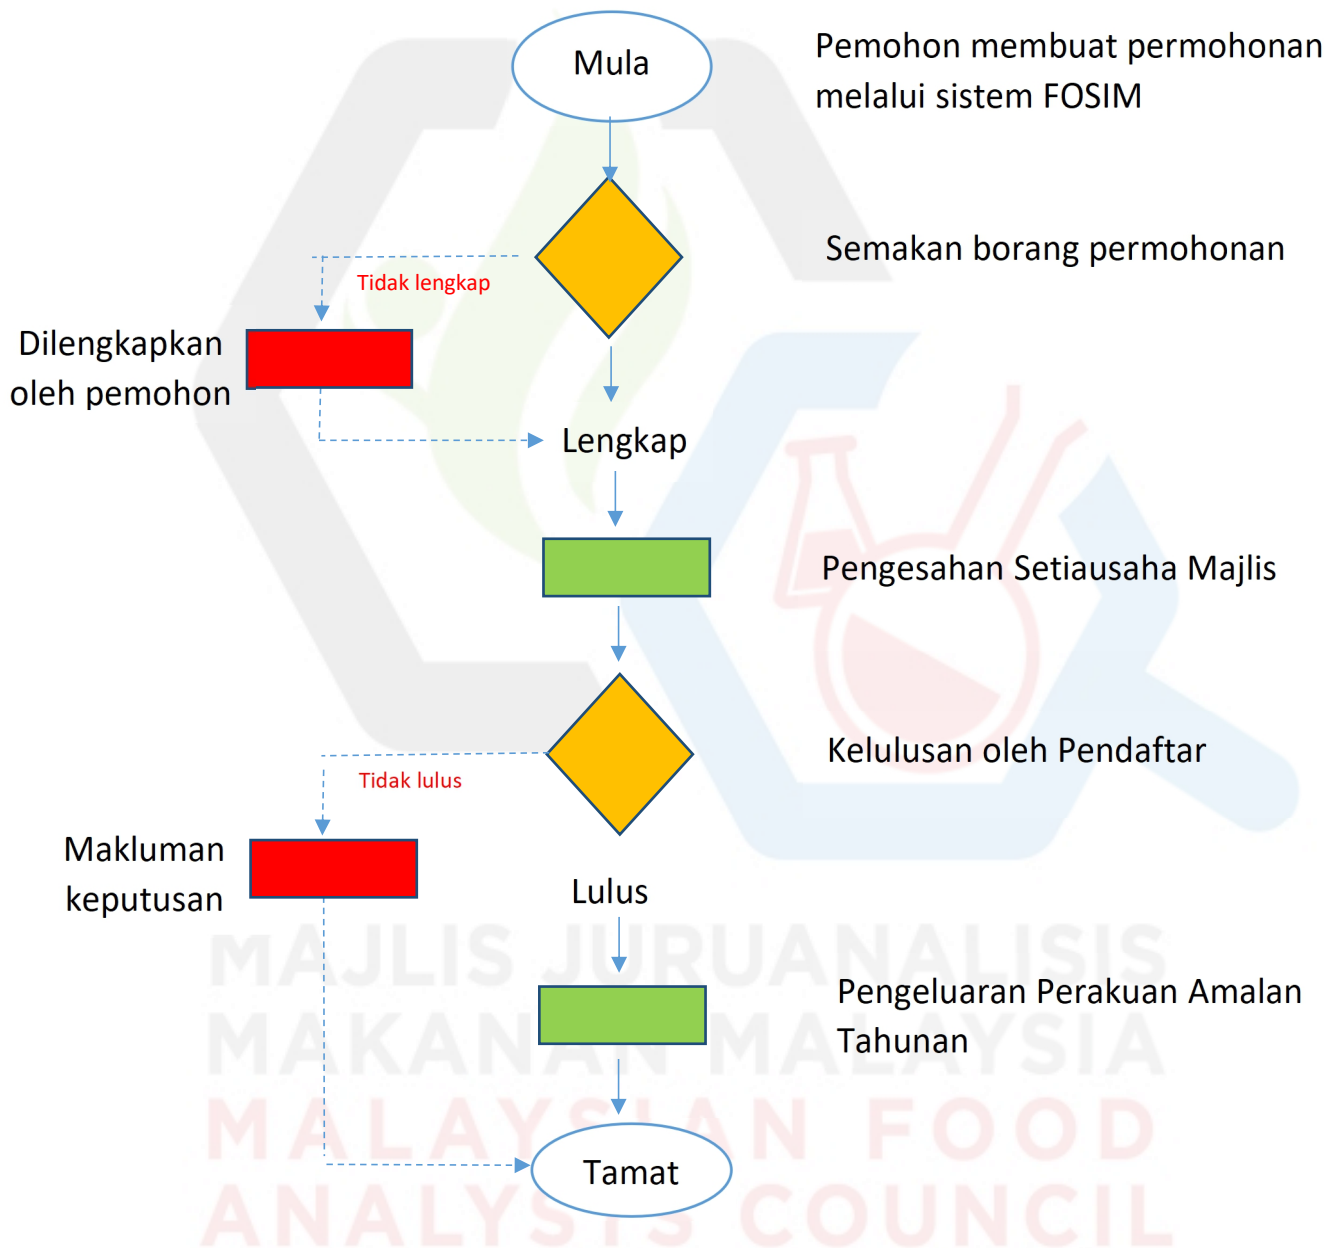 Mula
Pemohon membuat permohonan
melalui sistem FOSIM
Semakan borang permohonan
Tidak lengkap
Dilengkapkan
oleh pemohon
Lengkap
Pengesahan Setiausaha Majlis
Kelulusan oleh Pendaftar
Tidak lulus
Makluman
keputusan
Lulus
MAJLIS JURUANALISIS
MAKANAN MALAYSIA
MALAYSIAN FOOD
ANALYSTS COUNCIL
Pengeluaran Perakuan Amalan
Tahunan
Tamat